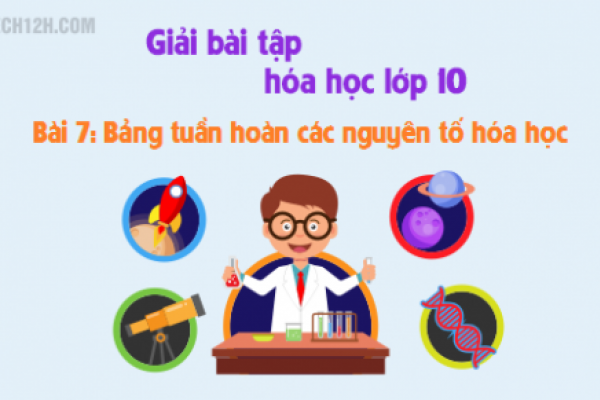 CH12H.COM
Giải bài tập
hóa học lớp 10
Bài 7: Bảng tuần hoàn các nguyên tố hóa học